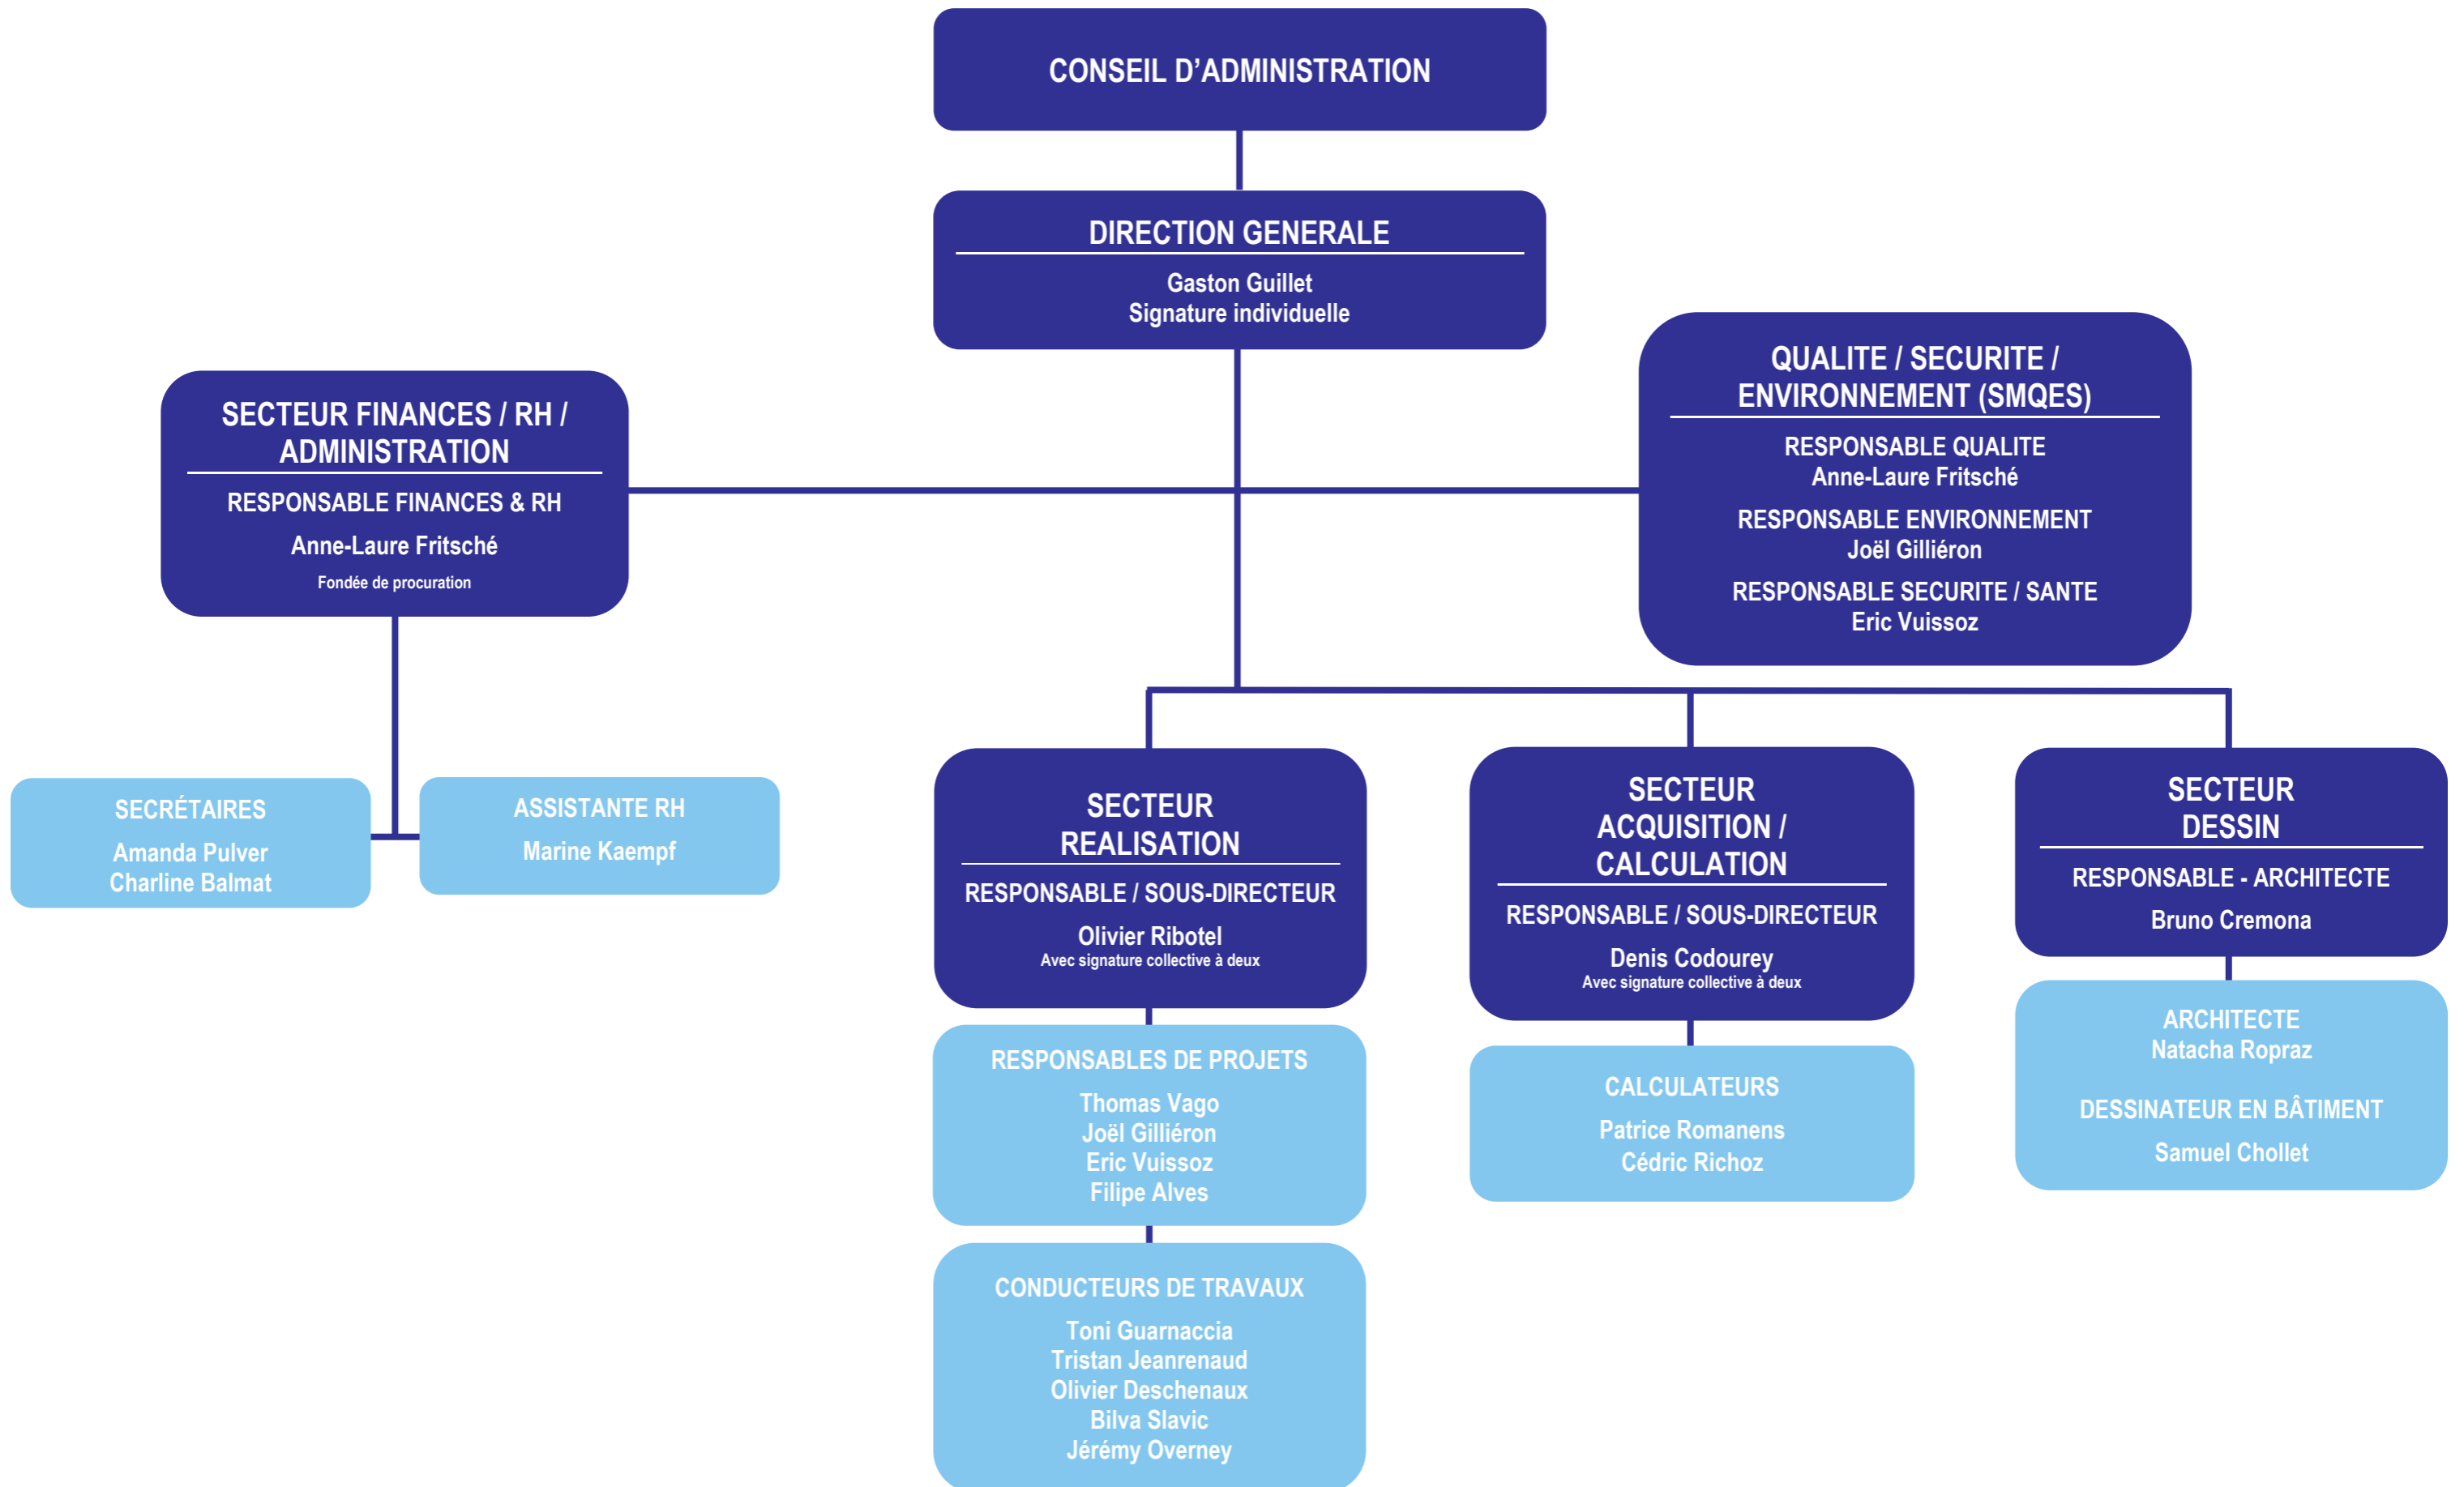 CONSEIL D’ADMINISTRATION
DIRECTION GENERALE
Gaston Guillet
Signature individuelle
SECTEUR FINANCES / RH /
ADMINISTRATION
RESPONSABLE FINANCES & RH
Anne-Laure Fritsché
Fondée de procuration
QUALITE / SECURITE /
ENVIRONNEMENT (SMQES)
RESPONSABLE QUALITE
Anne-Laure Fritsché
RESPONSABLE ENVIRONNEMENT
Joël Gilliéron
RESPONSABLE SECURITE / SANTE
Eric Vuissoz
SECRÉTAIRES
Amanda Pulver
Charline Balmat
ASSISTANTE RH
Marine Kaempf
SECTEUR
REALISATION
RESPONSABLE / SOUS-DIRECTEUR
Olivier Ribotel
Avec signature collective à deux
RESPONSABLES DE PROJETS
Thomas Vago
Joël Gilliéron
Eric Vuissoz
Filipe Alves
CONDUCTEURS DE TRAVAUX
Toni Guarnaccia
Tristan Jeanrenaud
Olivier Deschenaux
Bilva Slavic
Jérémy Overney
SECTEUR
ACQUISITION /
CALCULATION
RESPONSABLE / SOUS-DIRECTEUR
Denis Codourey
Avec signature collective à deux
CALCULATEURS
Patrice Romanens
Cédric Richoz
SECTEUR
DESSIN
RESPONSABLE - ARCHITECTE
Bruno Cremona
ARCHITECTE
Natacha Ropraz
DESSINATEUR EN BÂTIMENT
Samuel Chollet